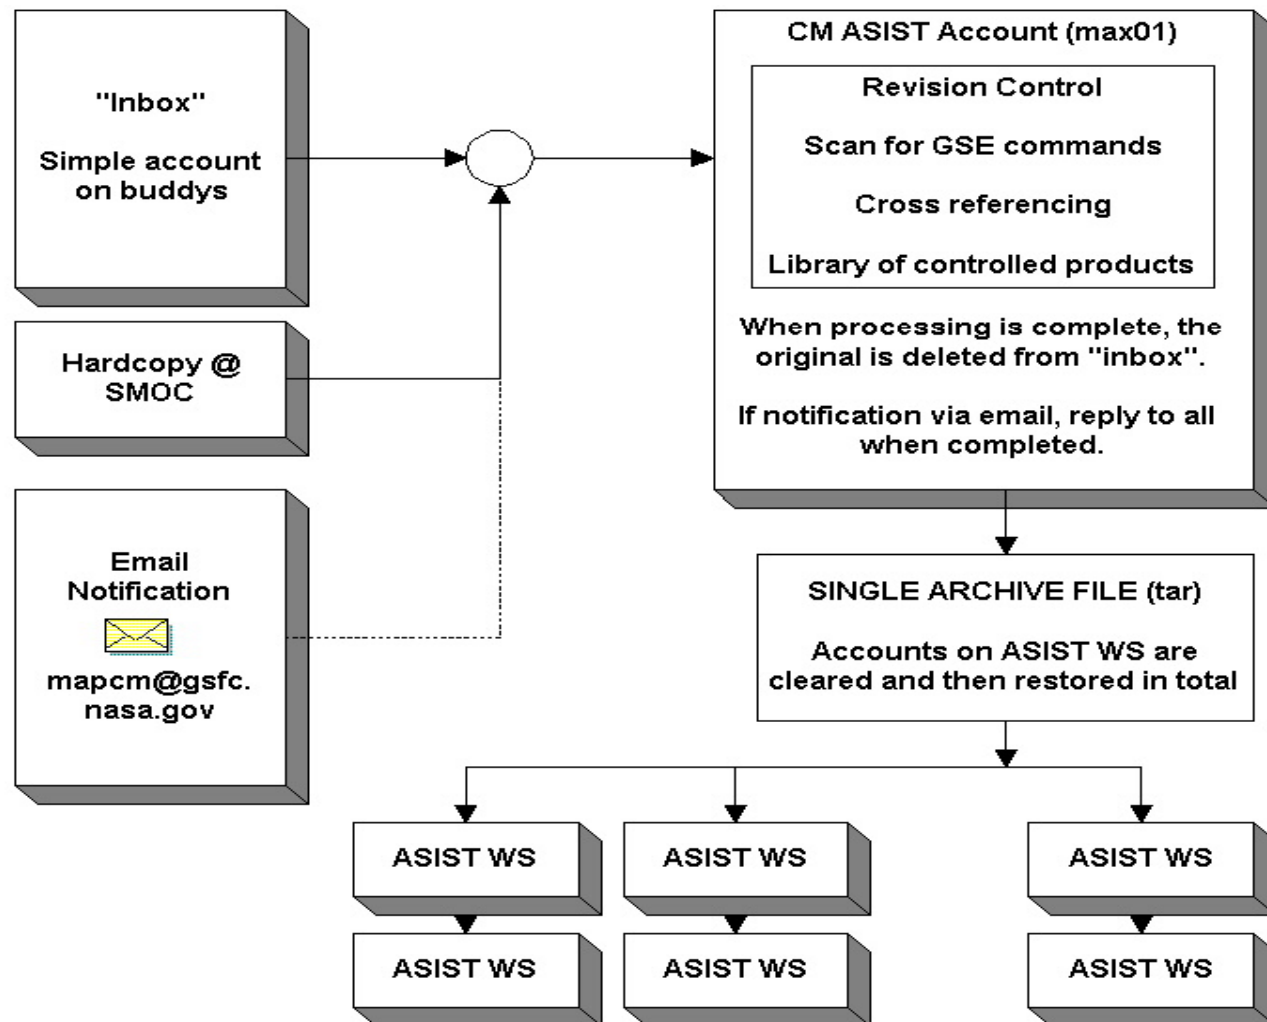 "Inbox"
Simple account
on buddys
Hardcopy @
SMOC
Email
Notification
mapcm@gsfc.
nasa.gov
CM ASIST Account (max01)
Revision Control
Scan for GSE commands
Cross referencing
Library of controlled products
When processing is complete, the
original is deleted from "inbox".
If notification via email, reply to all
when completed.
SINGLE ARCHIVE FILE (tar)
Accounts on ASIST WS are
cleared and then restored in total
ASIST WS
ASIST WS
ASIST WS
ASIST WS
ASIST WS
ASIST WS